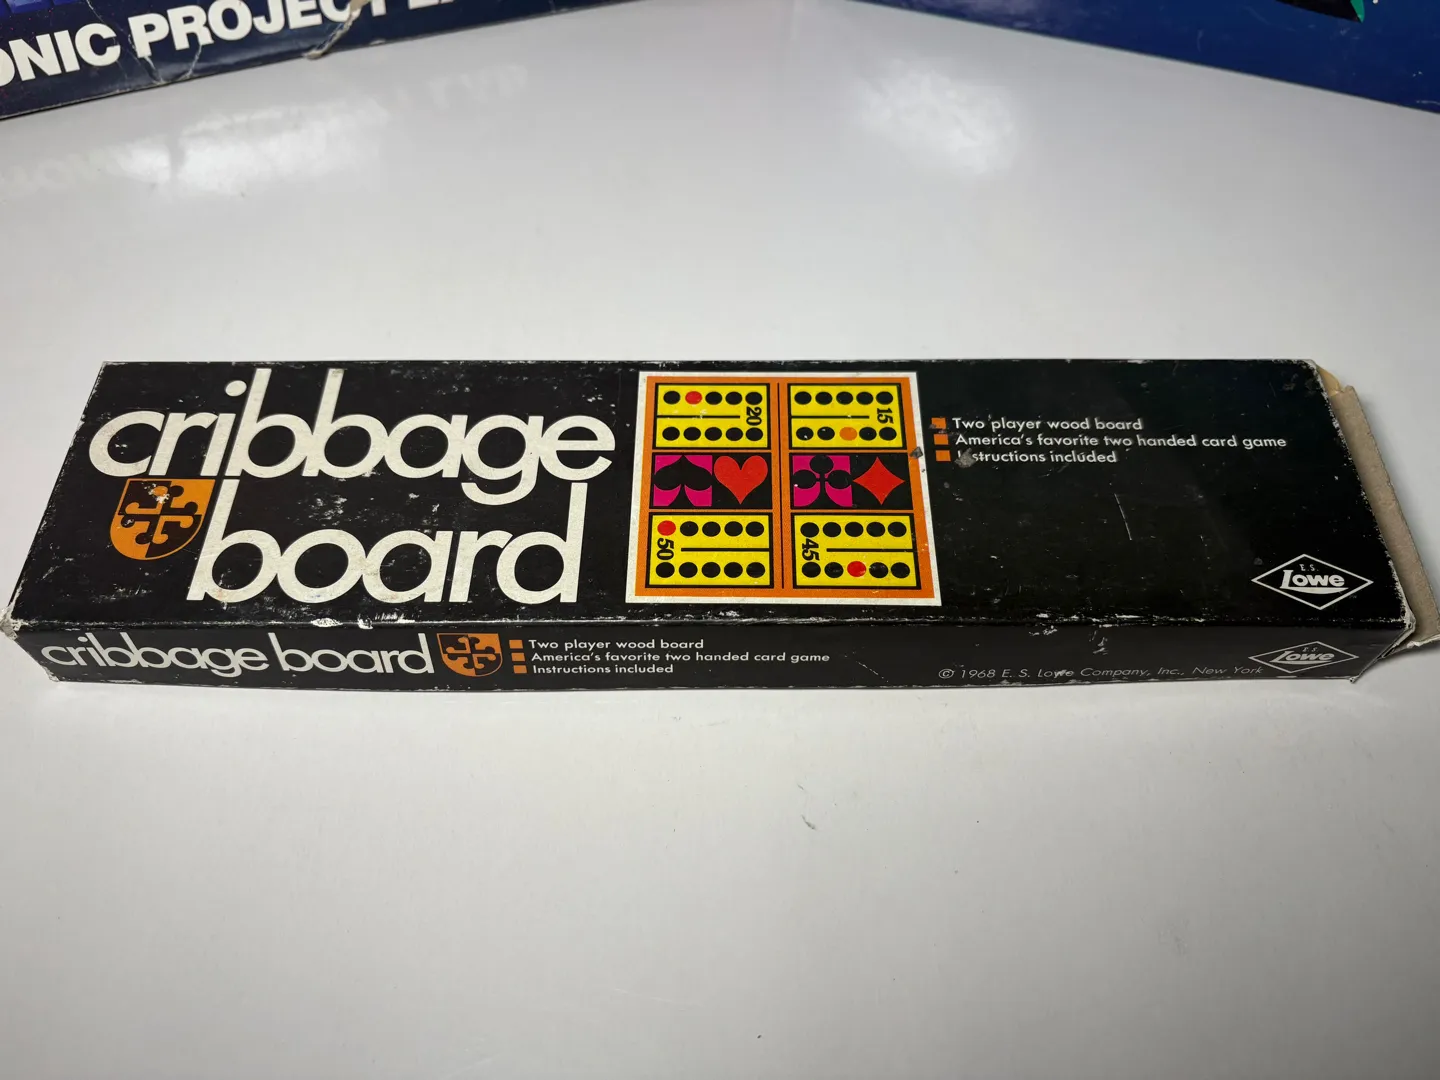 ONIC PROJECT
cribbage
board
20
15
50
45
Two player wood board
America's favorite two handed card game
Instructions included
E.S.
Lowe
cribbage board
Two player wood board
America's favorite two handed card game
Instructions included
© 1968 E. S. Lowe Company, Inc., New York
E.S.
Lowe